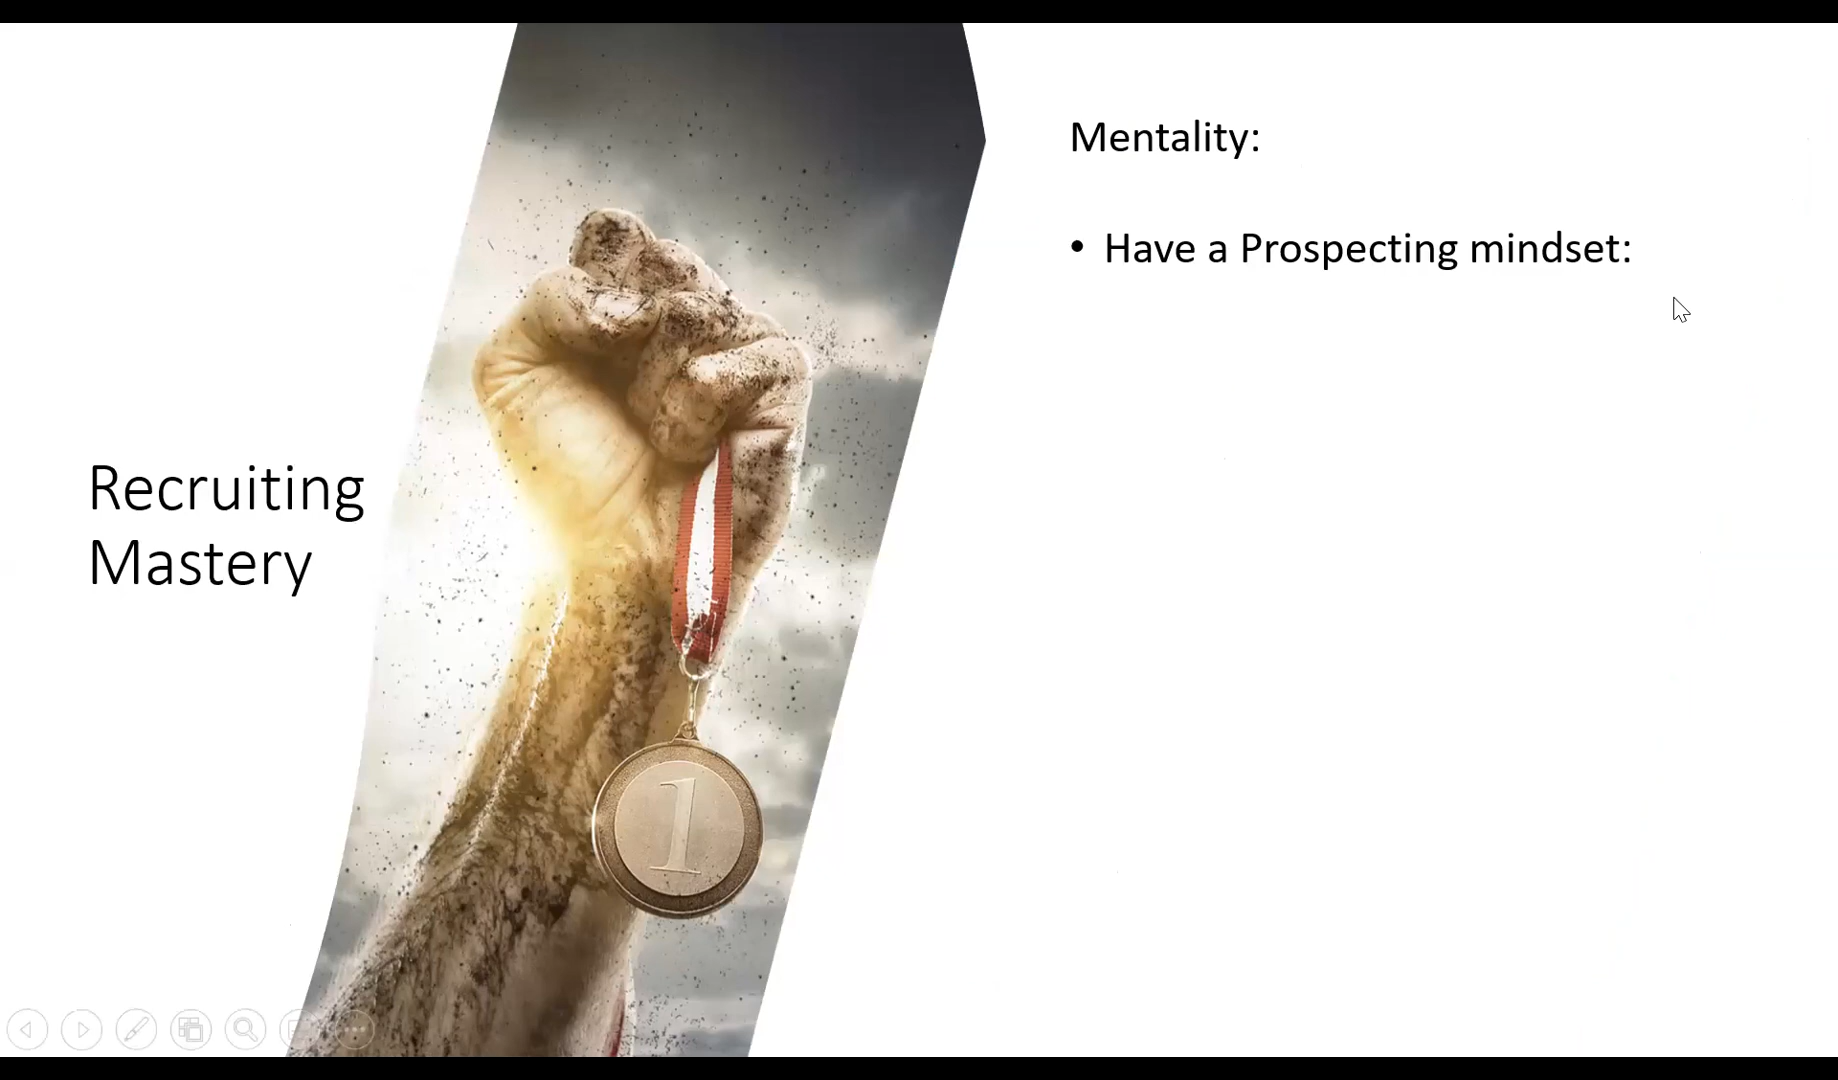 Recruiting
Mastery
Mentality:
• Have a Prospecting mindset:
1